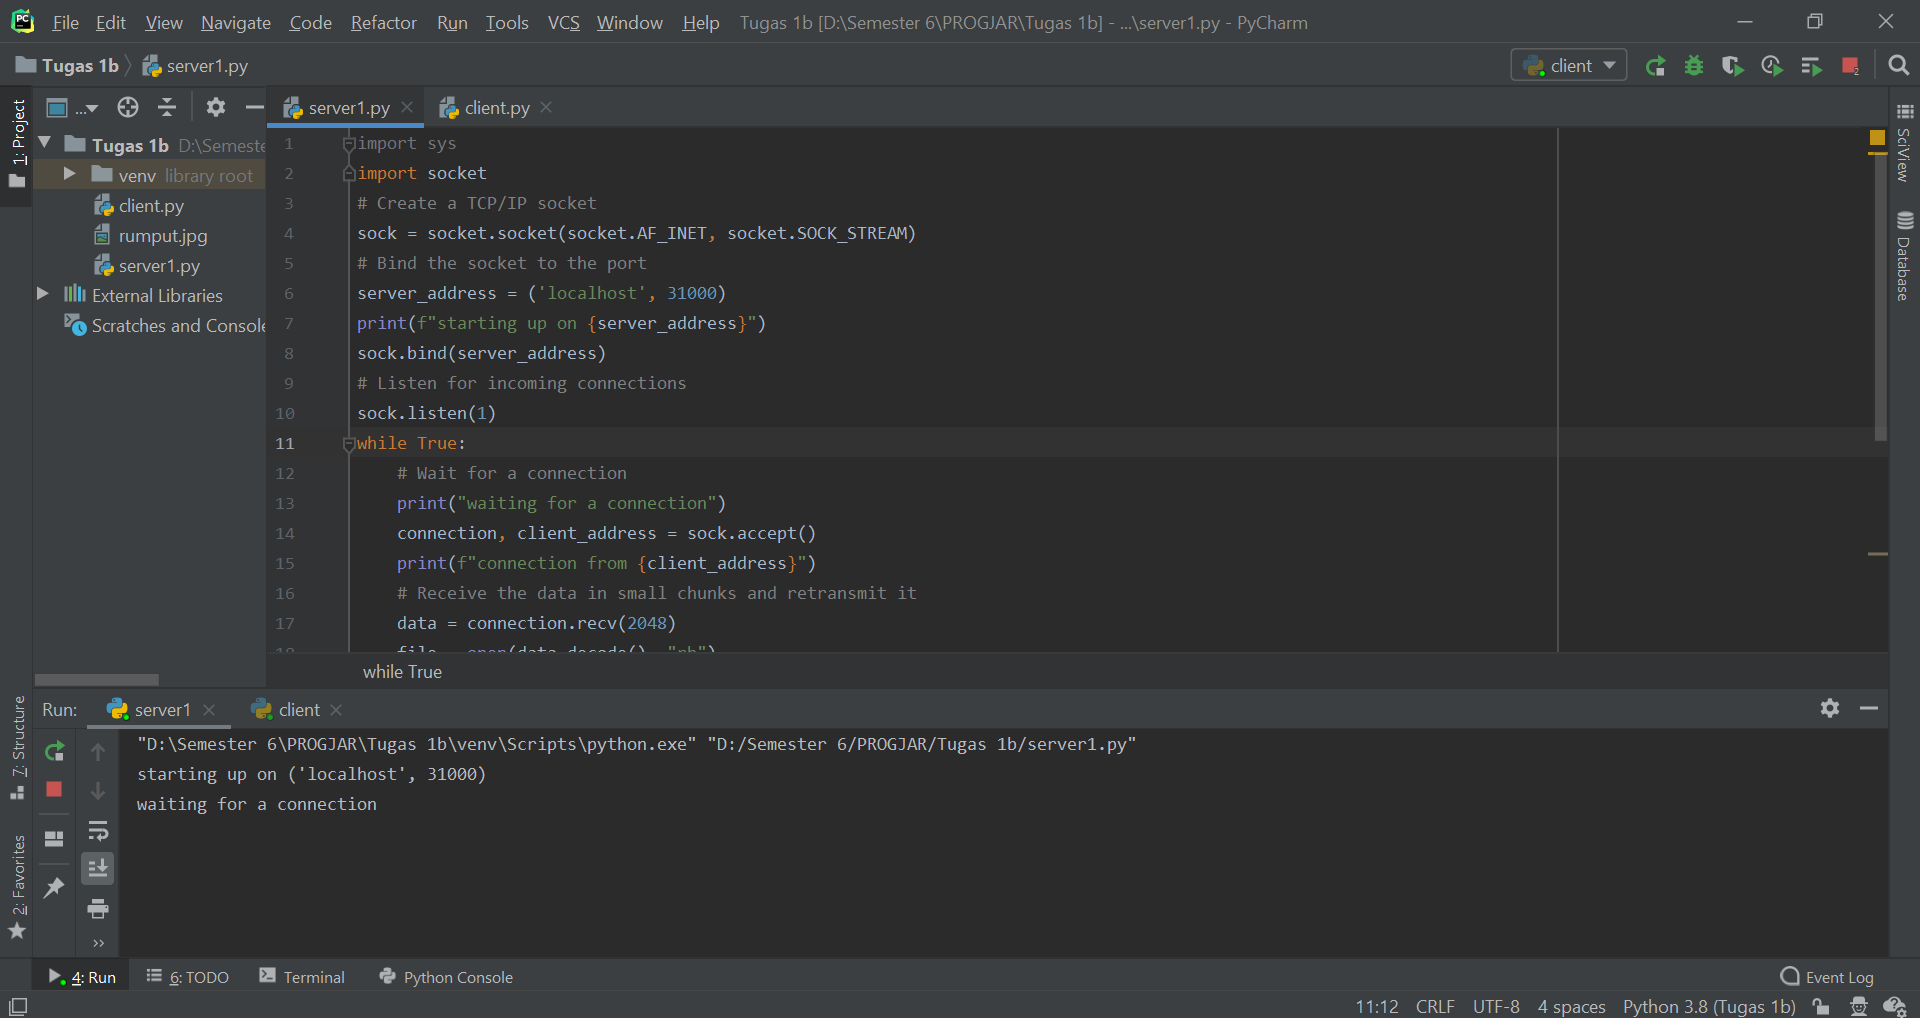 PC File Edit View Navigate Code Refactor Run Tools VCS Window Help Tugas 1b [D:\Semester 6\PROGJAR\Tugas 1b] - ...\server1.py - PyCharm
Tugas 1b server1.py client 2
1: Project
... server1.py client.py
Tugas 1b D:\Semeste
venv library root
client.py
rumput.jpg
server1.py
External Libraries
Scratches and Console
1 import sys
2 import socket
3 # Create a TCP/IP socket
4 sock = socket.socket(socket.AF_INET, socket.SOCK_STREAM)
5 # Bind the socket to the port
6 server_address = ('localhost', 31000)
7 print(f"starting up on {server_address}")
8 sock.bind(server_address)
9 # Listen for incoming connections
10 sock.listen(1)
11 while True:
12 # Wait for a connection
13 print("waiting for a connection")
14 connection, client_address = sock.accept()
15 print(f"connection from {client_address}")
16 # Receive the data in small chunks and retransmit it
17 data = connection.recv(2048)
while True
SciView
Database
7: Structure
2: Favorites
Run: server1 client
"D:\Semester 6\PROGJAR\Tugas 1b\venv\Scripts\python.exe" "D:/Semester 6/PROGJAR/Tugas 1b/server1.py"
starting up on ('localhost', 31000)
waiting for a connection
4: Run 6: TODO Terminal Python Console Event Log
11:12 CRLF UTF-8 4 spaces Python 3.8 (Tugas 1b)